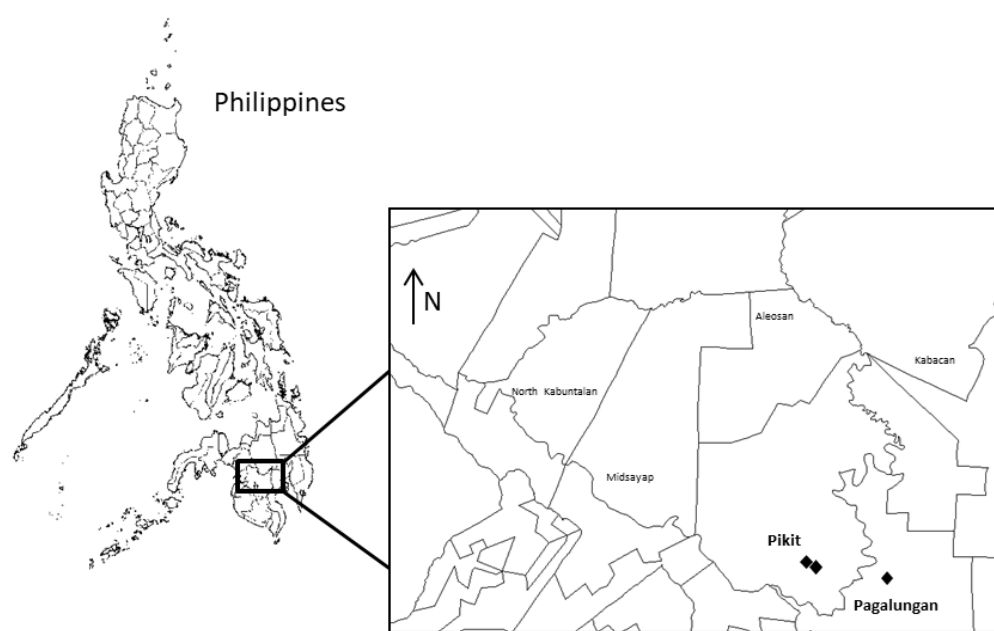 Philippines
N
Aleosan
Kabacan
North Kabuntalan
Midsayap
Pikit
Pagalungan